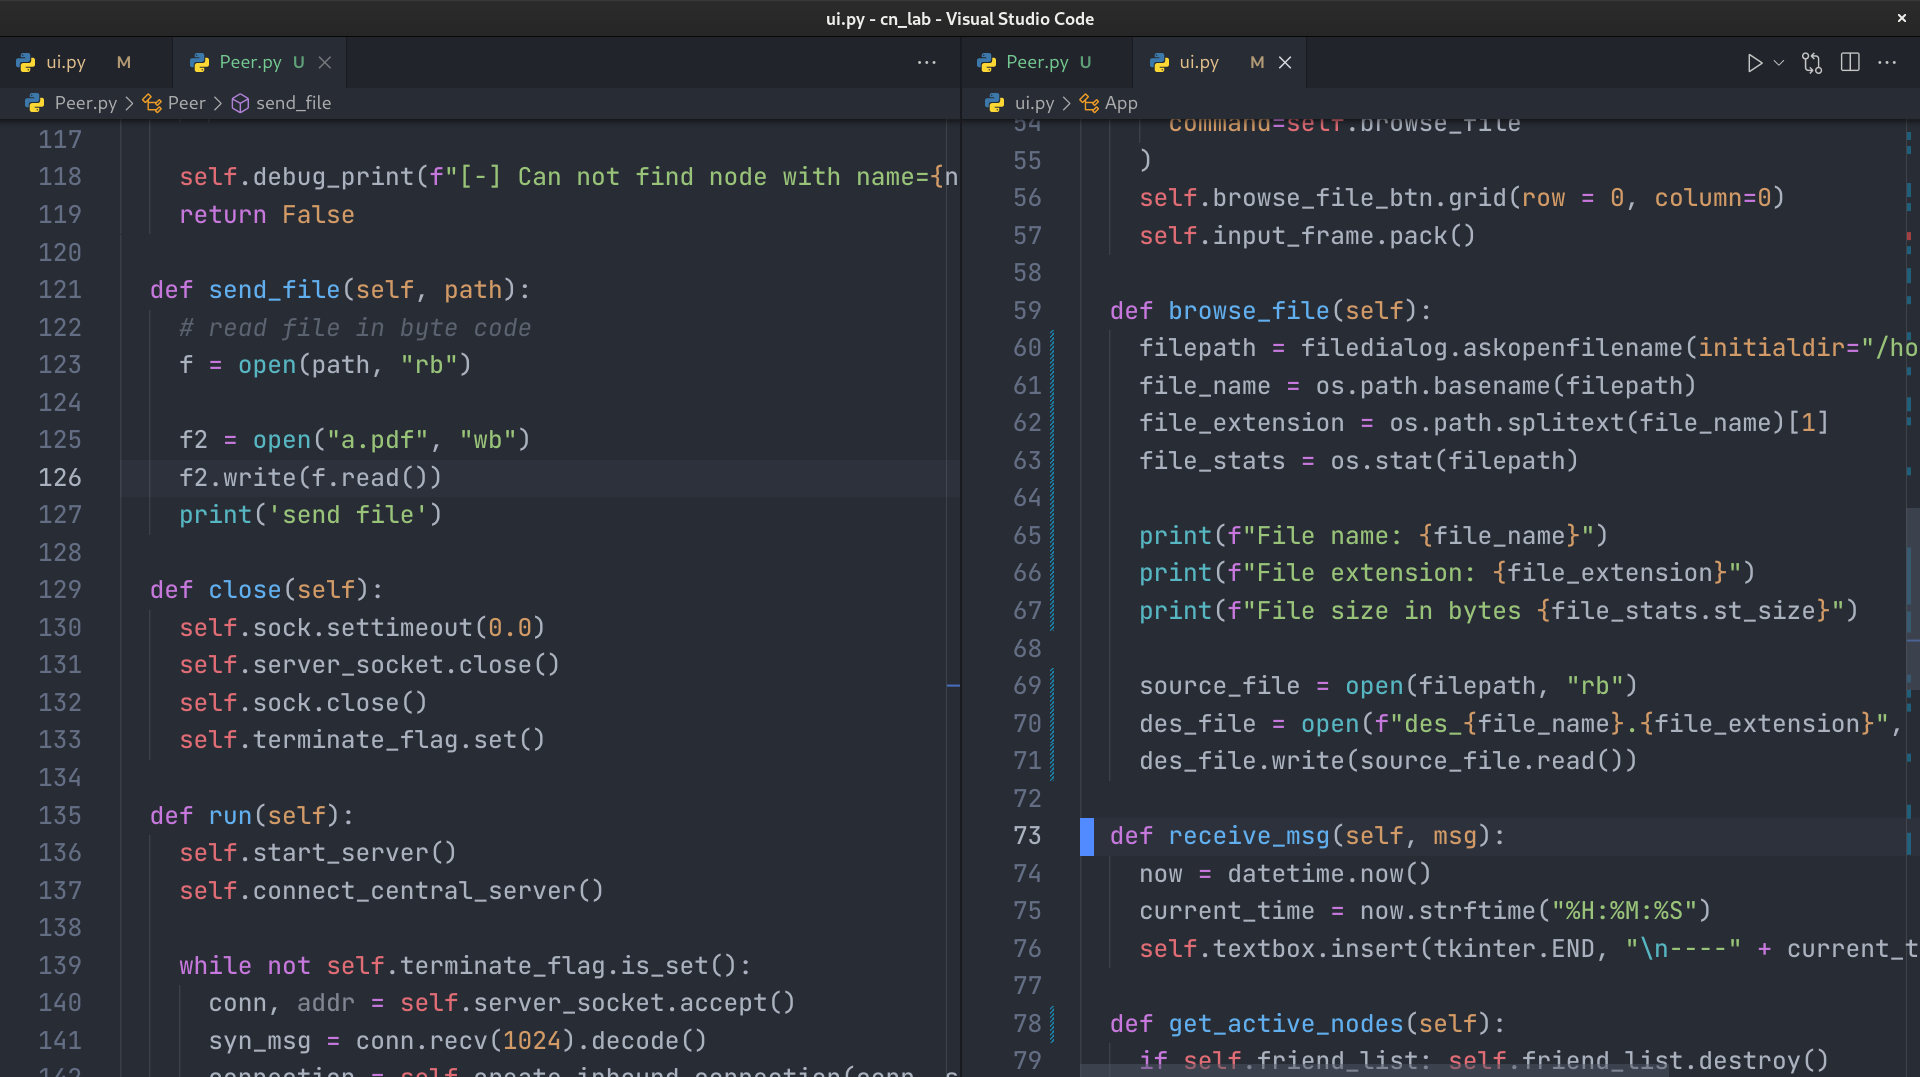 ui.py - cn_lab - Visual Studio Code
ui.py M
Peer.py U
Peer.py > Peer > send_file
117
118 self.debug_print(f"[-] Can not find node with name={n
119 return False
120
121 def send_file(self, path):
122 # read file in byte code
123 f = open(path, "rb")
124
125 f2 = open("a.pdf", "wb")
126 f2.write(f.read())
127 print('send file')
128
129 def close(self):
130 self.sock.settimeout(0.0)
131 self.server_socket.close()
132 self.sock.close()
133 self.terminate_flag.set()
134
135 def run(self):
136 self.start_server()
137 self.connect_central_server()
138
139 while not self.terminate_flag.is_set():
140 conn, addr = self.server_socket.accept()
141 syn_msg = conn.recv(1024).decode()
142 connection = self.create_inbound_connection(conn,
Peer.py U
ui.py M
ui.py > App
54 command=self.browse_file
55 )
56 self.browse_file_btn.grid(row = 0, column=0)
57 self.input_frame.pack()
58
59 def browse_file(self):
60 filepath = filedialog.askopenfilename(initialdir="/ho
61 file_name = os.path.basename(filepath)
62 file_extension = os.path.splitext(file_name)[1]
63 file_stats = os.stat(filepath)
64
65 print(f"File name: {file_name}")
66 print(f"File extension: {file_extension}")
67 print(f"File size in bytes {file_stats.st_size}")
68
69 source_file = open(filepath, "rb")
70 des_file = open(f"des_{file_name}.{file_extension}",
71 des_file.write(source_file.read())
72
73 def receive_msg(self, msg):
74 now = datetime.now()
75 current_time = now.strftime("%H:%M:%S")
76 self.textbox.insert(tkinter.END, "\n----" + current_t
77
78 def get_active_nodes(self):
79 if self.friend_list: self.friend_list.destroy()